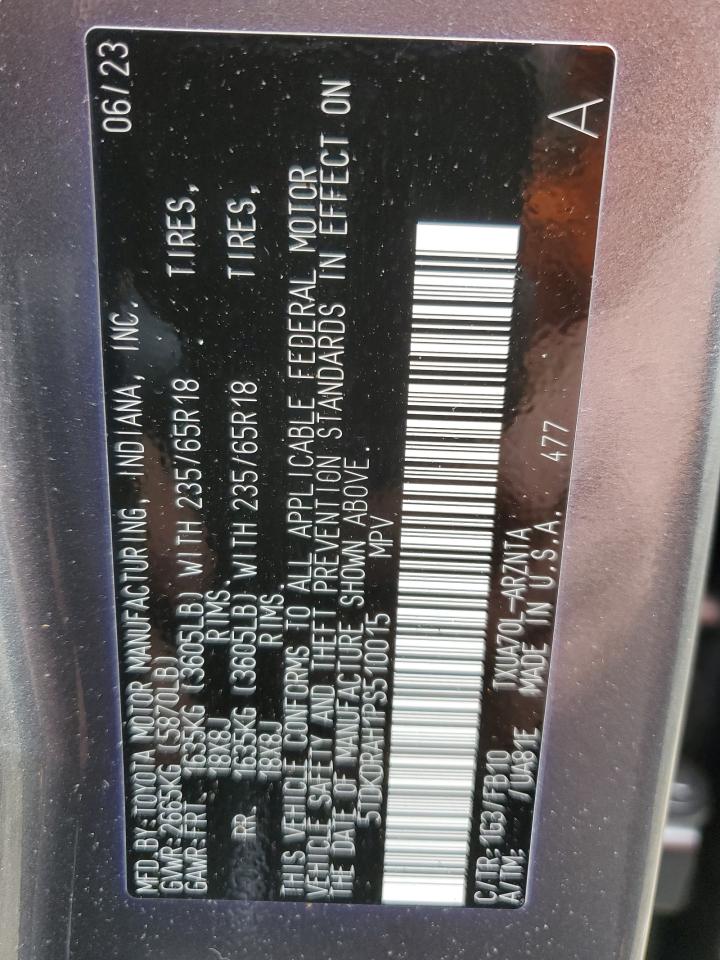 MFD. BY: TOYOTA MOTOR MANUFACTURING, INDIANA, INC. 06/23
GVWR: 2665KG (5870LB)
GAWR: FRT 1635KG (3605LB) WITH 235/65R18 TIRES,
18X8J RIMS.
RR 1635KG (3605LB) WITH 235/65R18 TIRES,
18X8J RIMS.
THIS VEHICLE CONFORMS TO ALL APPLICABLE FEDERAL MOTOR
VEHICLE SAFETY AND THEFT PREVENTION STANDARDS IN EFFECT ON
THE DATE OF MANUFACTURE SHOWN ABOVE.
5TDKDRAH1PS510015 MPV
C/TR: 1G3/FB10 TXUA70L-ARZNTA A
A/TM: /UA81E MADE IN U.S.A. 477